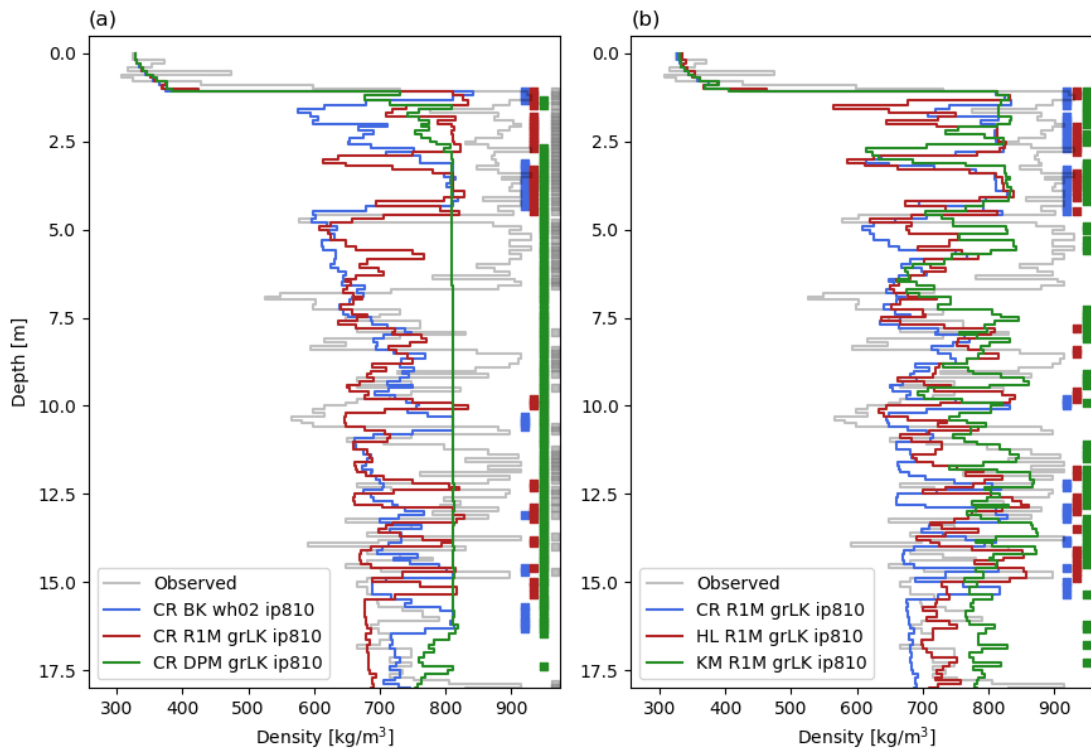 (a)
0.0
2.5
5.0
7.5
10.0
12.5
15.0
17.5
Depth [m]
Observed
CR BK wh02 ip810
CR R1M grLK ip810
CR DPM grLK ip810
300 400 500 600 700 800 900
Density [kg/m³]
(b)
0.0
2.5
5.0
7.5
10.0
12.5
15.0
17.5
Observed
CR R1M grLK ip810
HL R1M grLK ip810
KM R1M grLK ip810
300 400 500 600 700 800 900
Density [kg/m³]